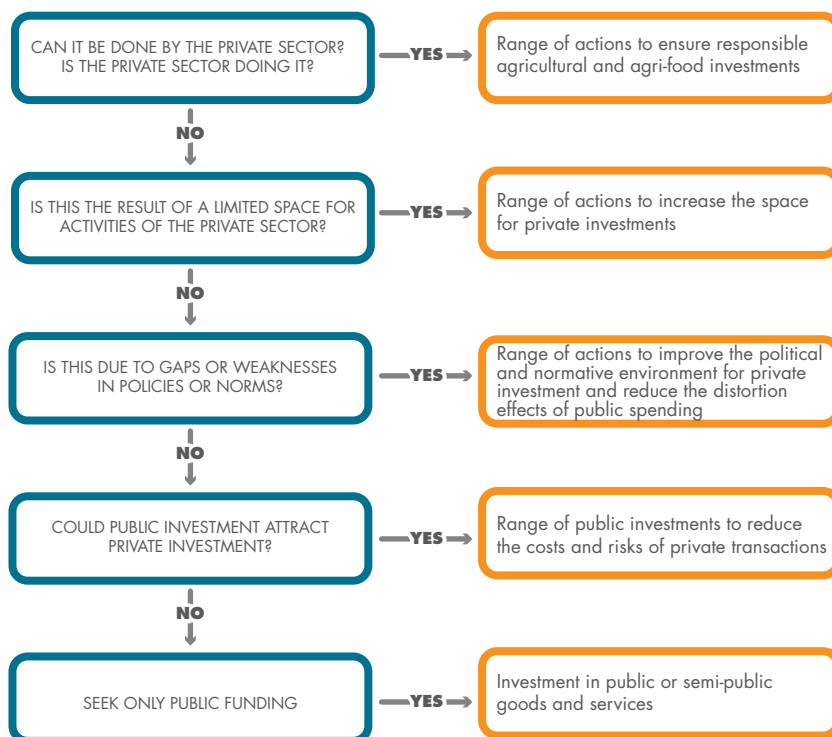 CAN IT BE DONE BY THE PRIVATE SECTOR?
IS THE PRIVATE SECTOR DOING IT?
YES
Range of actions to ensure responsible
agricultural and agri-food investments
NO
IS THIS THE RESULT OF A LIMITED SPACE FOR
ACTIVITIES OF THE PRIVATE SECTOR?
YES
Range of actions to increase the space
for private investments
NO
IS THIS DUE TO GAPS OR WEAKNESSES
IN POLICIES OR NORMS?
YES
Range of actions to improve the political
and normative environment for private
investment and reduce the distortion
effects of public spending
NO
COULD PUBLIC INVESTMENT ATTRACT
PRIVATE INVESTMENT?
YES
Range of public investments to reduce
the costs and risks of private transactions
NO
SEEK ONLY PUBLIC FUNDING
YES
Investment in public or semi-public
goods and services